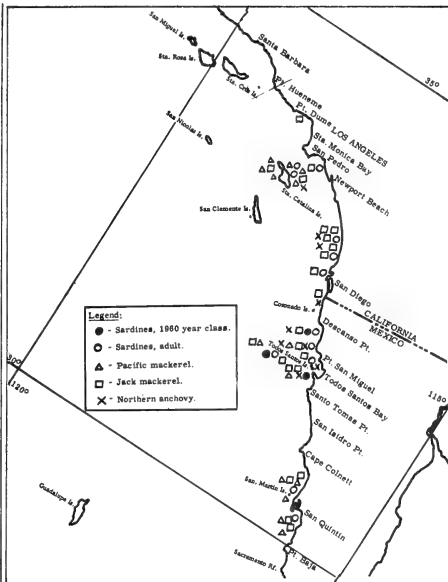 San Miguel Is.
Santa Barbara
Sta. Rosa Is.
Sta. Cruz Is.
Pt. Hueneme
35°
Pt. Dume
LOS ANGELES
Sta. Monica Bay
San Pedro
San Nicolas Is.
Newport Beach
Sta. Catalina Is.
San Clemente Is.
San Diego
Coronado Is.
CALIFORNIA
MEXICO
Descanso Pt.
Legend:
● - Sardines, 1960 year class.
○ - Sardines, adult.
△ - Pacific mackerel.
□ - Jack mackerel.
X - Northern anchovy.
Todos Santos Is.
Pt. San Miguel
Todos Santos Bay
30°
120°
115°
Santo Tomas Pt.
San Isidro Pt.
Cape Colnett
San Martin Is.
Guadalupe Is.
San Quintin
Pt. Baja
Sacramento Rf.